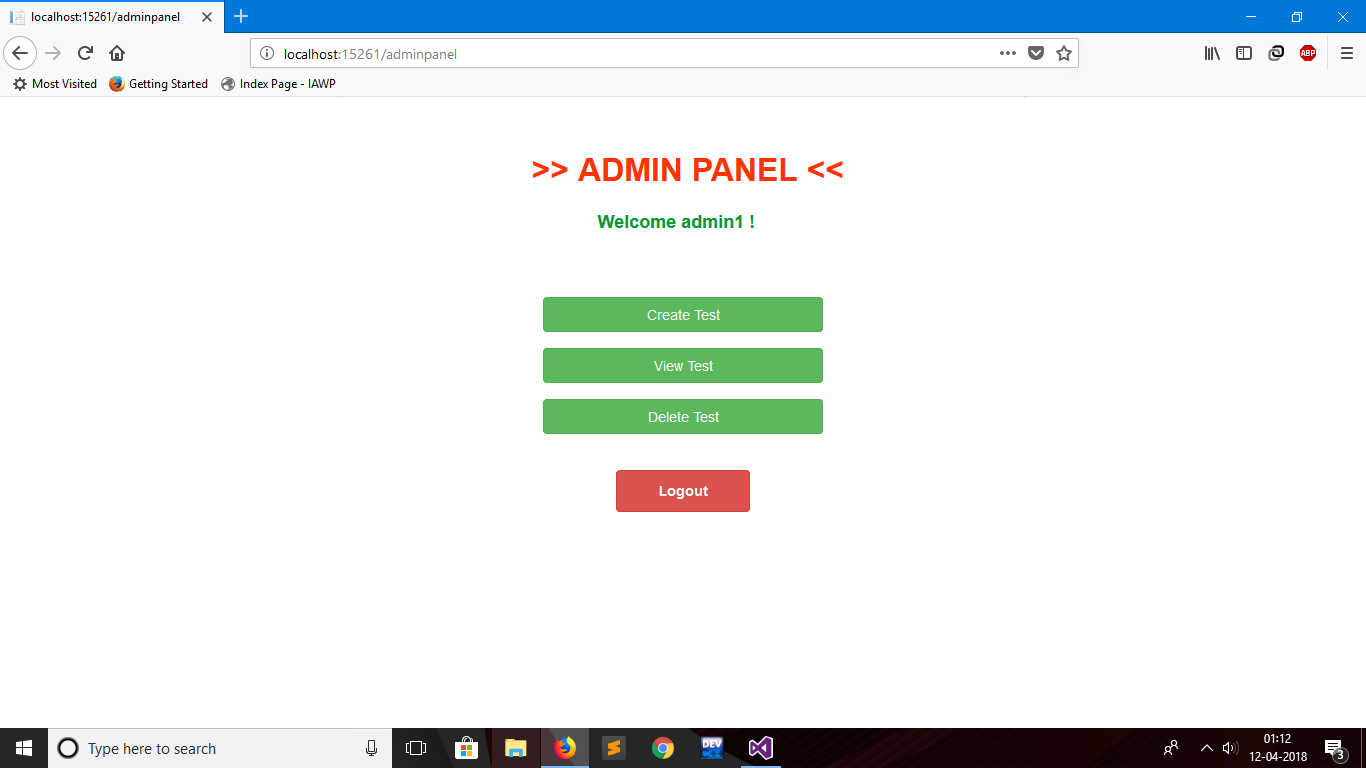 localhost:15261/adminpanel
localhost:15261/adminpanel
ABP
Most Visited Getting Started Index Page - IAWP
>> ADMIN PANEL <<
Welcome admin1 !
Create Test
View Test
Delete Test
Logout
Type here to search
DEV
01:12
12-04-2018
3